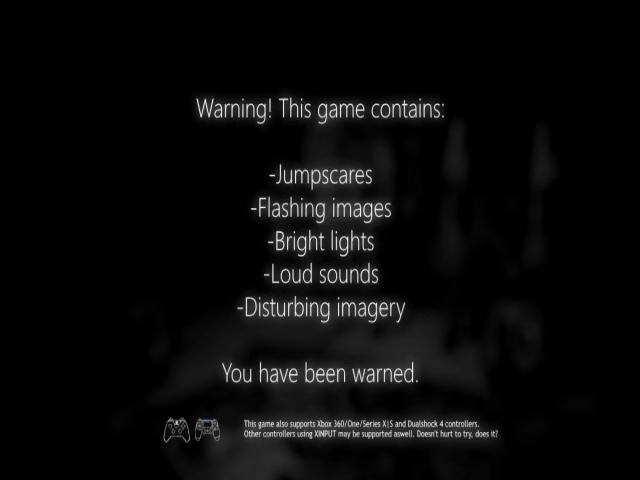 Warning! This game contains:
-Jumpscares
-Flashing images
-Bright lights
-Loud sounds
-Disturbing imagery
You have been warned.
This game also supports Xbox 360/One/Series X|S and Dualshock 4 controllers.
Other controllers using XINPUT may be supported aswell. Doesn't hurt to try, does it?